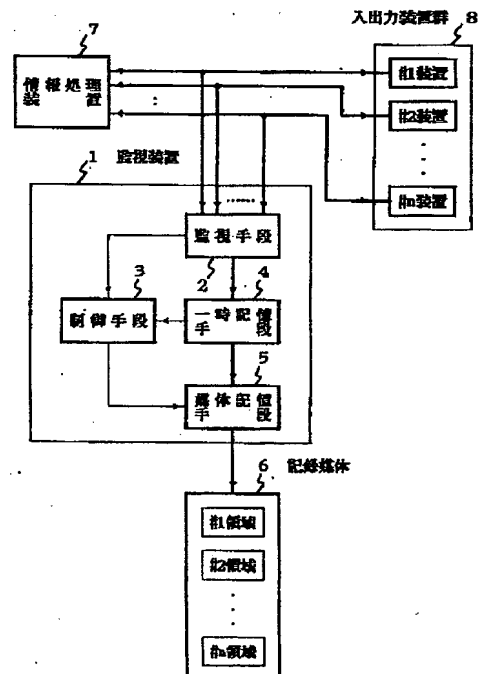 入出力装置群 8
7
情報処理
装置
#1装置
#2装置
#n装置
1 監視装置
監視手段
2
3
4
制御手段
一時記憶
手段
5
媒体記憶
手段
6 記録媒体
#1領域
#2領域
#n領域